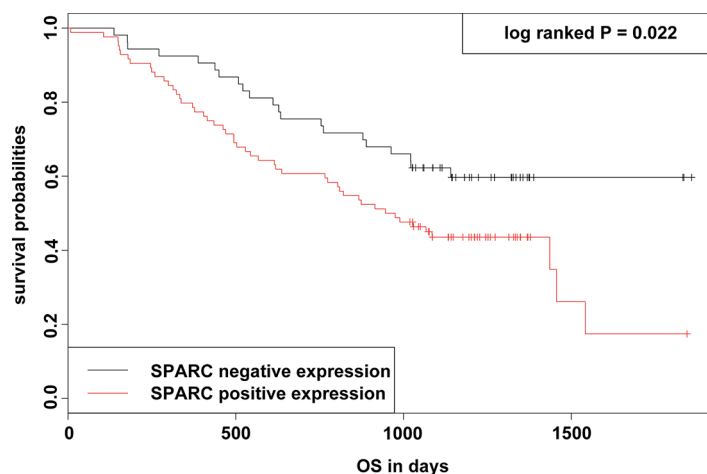 log ranked P = 0.022
survival probabilities
1.0
0.8
0.6
0.4
0.2
0.0
SPARC negative expression
SPARC positive expression
0 500 1000 1500
OS in days